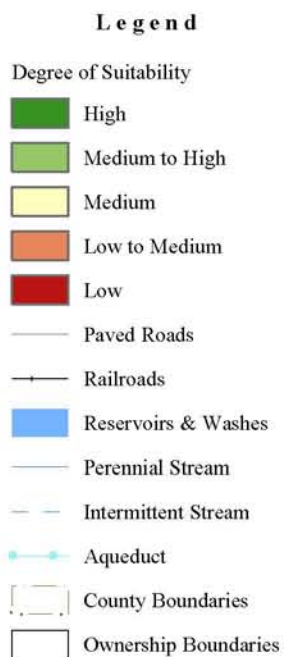 Legend
Degree of Suitability
High
Medium to High
Medium
Low to Medium
Low
Paved Roads
Railroads
Reservoirs & Washes
Perennial Stream
Intermittent Stream
Aqueduct
County Boundaries
Ownership Boundaries